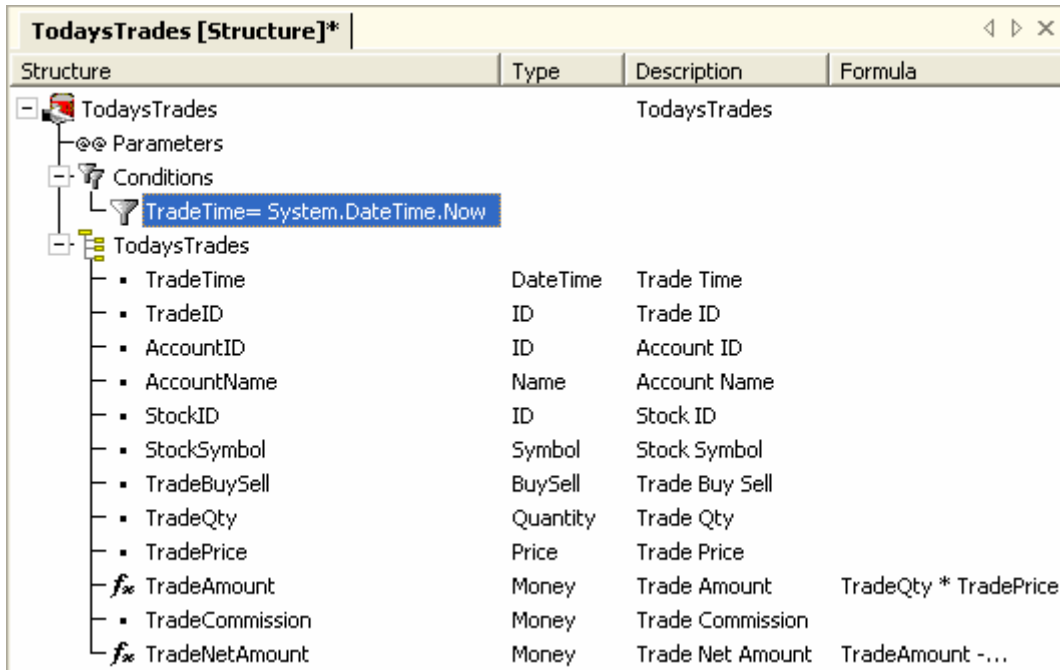 TodaysTrades [Structure]*
Structure Type Description Formula
TodaysTrades TodaysTrades
@@ Parameters
Conditions
TradeTime= System.DateTime.Now
TodaysTrades
TradeTime DateTime Trade Time
TradeID ID Trade ID
AccountID ID Account ID
AccountName Name Account Name
StockID ID Stock ID
StockSymbol Symbol Stock Symbol
TradeBuySell BuySell Trade Buy Sell
TradeQty Quantity Trade Qty
TradePrice Price Trade Price
fx TradeAmount Money Trade Amount TradeQty * TradePrice
TradeCommission Money Trade Commission
fx TradeNetAmount Money Trade Net Amount TradeAmount -...